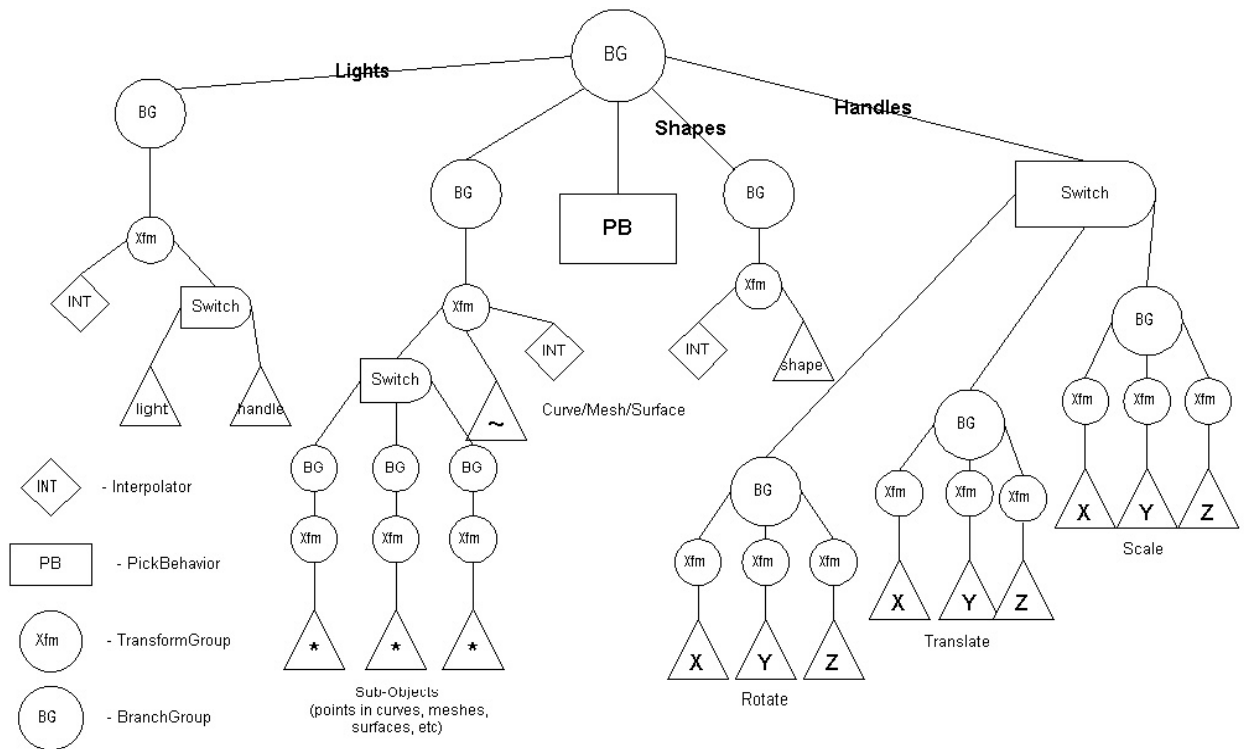 BG
Lights
BG
Shapes
Handles
BG
PB
BG
Switch
Xfm
INT
Switch
light
handle
Xfm
INT
Switch
~
Curve/Mesh/Surface
Xfm
INT
shape
BG
Xfm
Xfm
Xfm
X
Y
Z
Scale
BG
Xfm
Xfm
Xfm
X
Y
Z
Translate
BG
Xfm
Xfm
Xfm
X
Y
Z
Rotate
BG
BG
BG
Xfm
Xfm
Xfm
*
*
*
Sub-Objects
(points in curves, meshes,
surfaces, etc)
INT - Interpolator
PB - PickBehavior
Xfm - TransformGroup
BG - BranchGroup